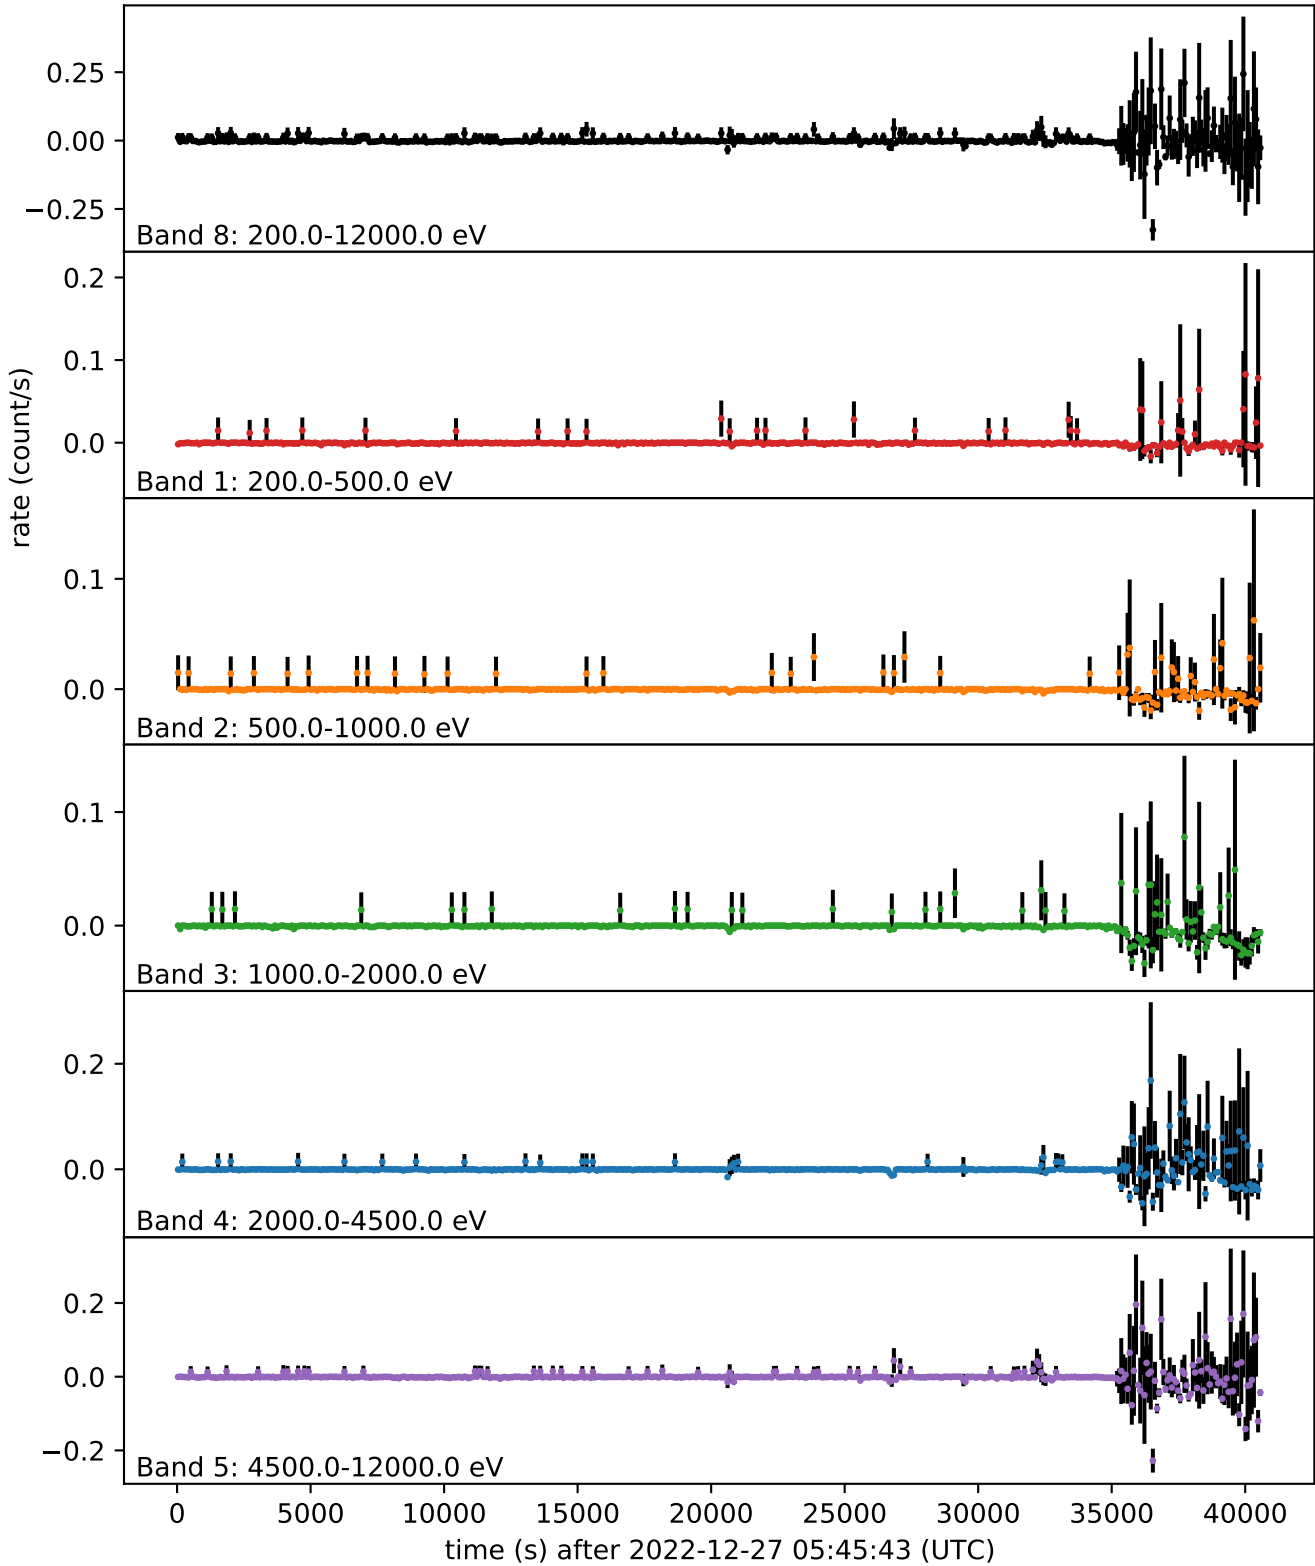 0.25
0.00
−0.25
Band 8: 200.0-12000.0 eV
0.2
0.1
0.0
Band 1: 200.0-500.0 eV
rate (count/s)
0.1
0.0
Band 2: 500.0-1000.0 eV
0.1
0.0
Band 3: 1000.0-2000.0 eV
0.2
0.0
Band 4: 2000.0-4500.0 eV
0.2
0.0
−0.2
Band 5: 4500.0-12000.0 eV
0 5000 10000 15000 20000 25000 30000 35000 40000
time (s) after 2022-12-27 05:45:43 (UTC)